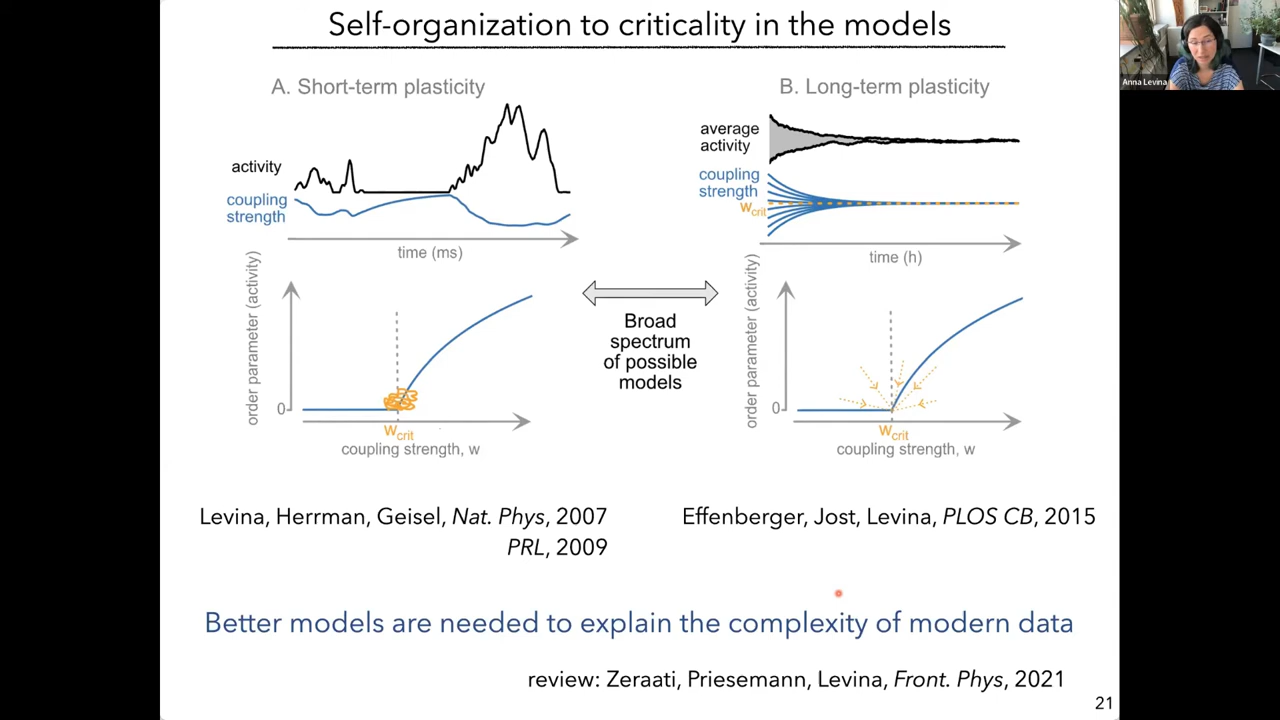 Self-organization to criticality in the models
Anna Levina
A. Short-term plasticity
activity
coupling
strength
time (ms)
order parameter (activity)
0
Wcrit
coupling strength, w
Broad
spectrum
of possible
models
B. Long-term plasticity
average
activity
coupling
strength
Wcrit
time (h)
order parameter (activity)
0
Wcrit
coupling strength, w
Levina, Herrman, Geisel, Nat. Phys, 2007
PRL, 2009
Effenberger, Jost, Levina, PLOS CB, 2015
Better models are needed to explain the complexity of modern data
review: Zeraati, Priesemann, Levina, Front. Phys, 2021
21